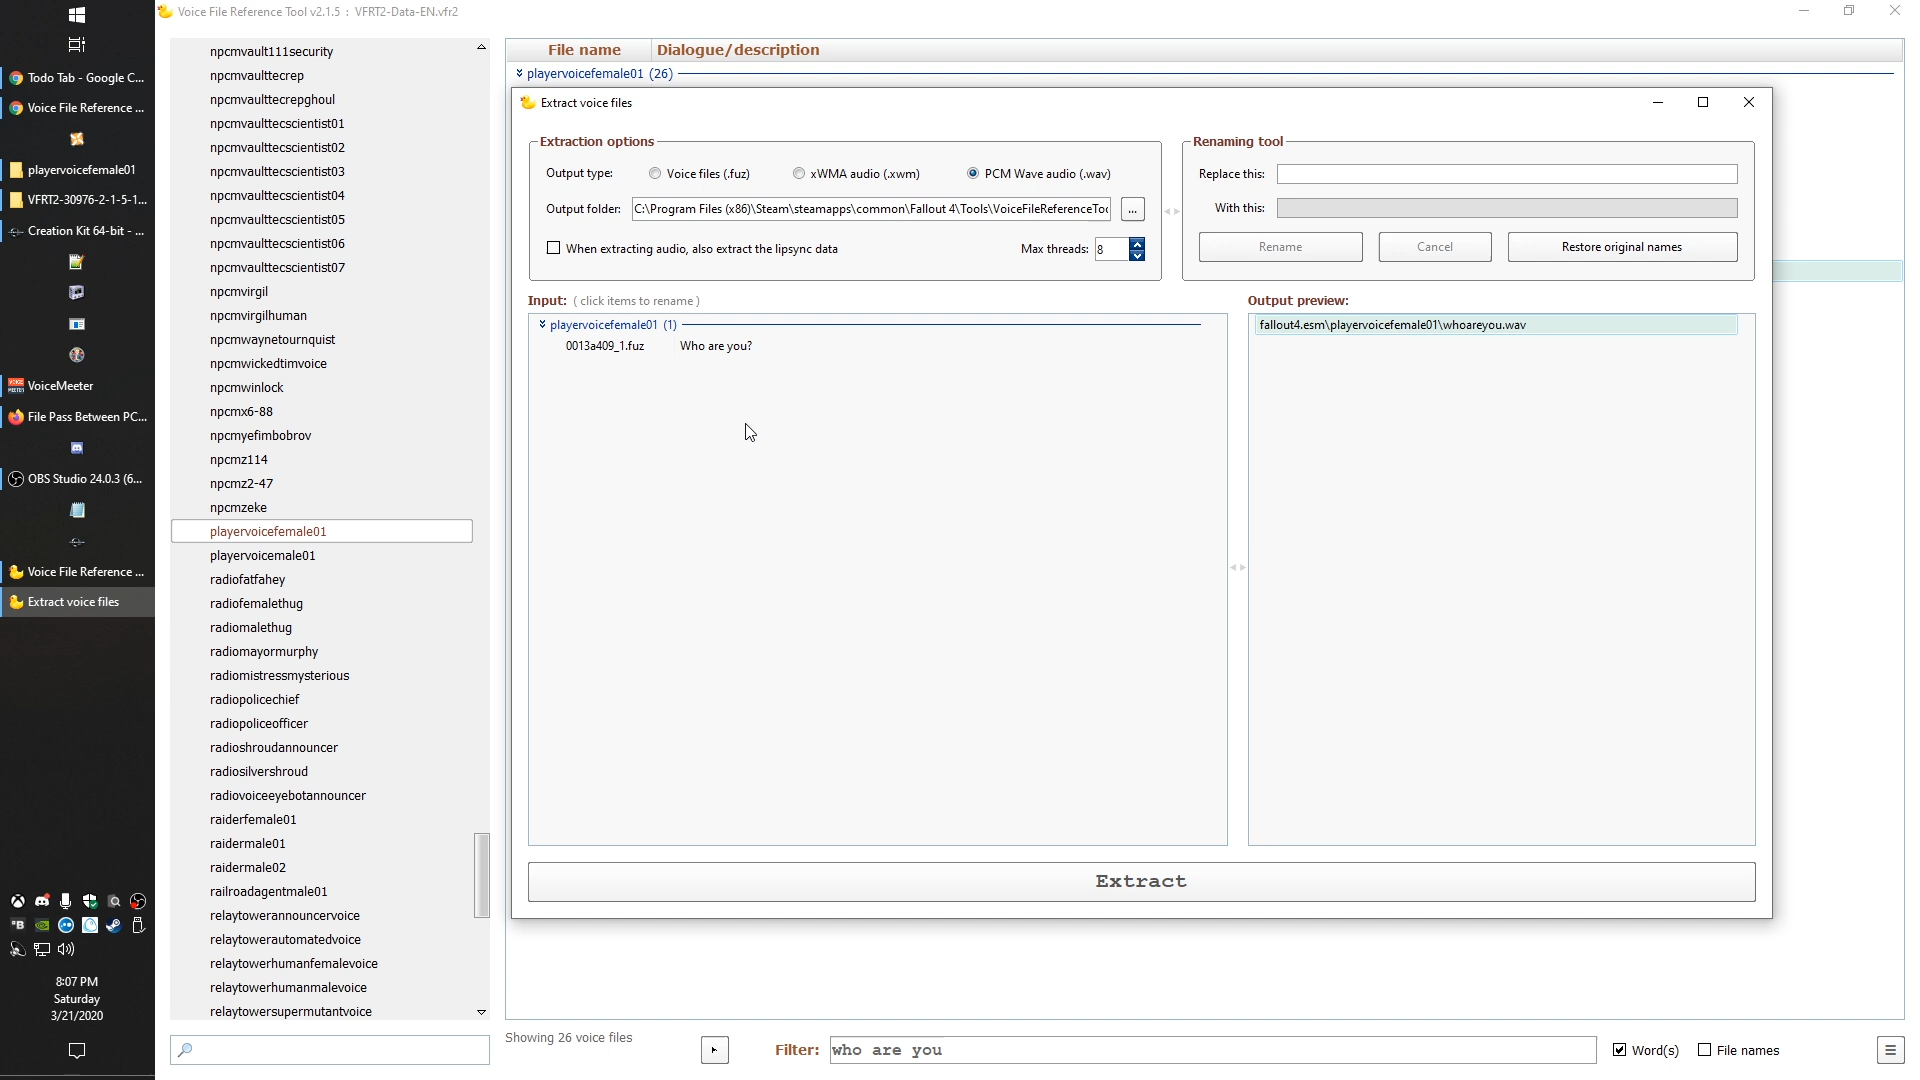 Voice File Reference Tool v2.1.5 : VFRT2-Data-EN.vfr2
Todo Tab - Google C...
Voice File Reference ...
playervoicefemale01
VFRT2-30976-2-1-5-1...
Creation Kit 64-bit - ...
VoiceMeeter
File Pass Between PC...
OBS Studio 24.0.3 (6...
Voice File Reference ...
Extract voice files
8:07 PM
Saturday
3/21/2020
npcmvault111security
npcmvaulttecrep
npcmvaulttecrepghoul
npcmvaulttecscientist01
npcmvaulttecscientist02
npcmvaulttecscientist03
npcmvaulttecscientist04
npcmvaulttecscientist05
npcmvaulttecscientist06
npcmvaulttecscientist07
npcmvirgil
npcmvirgilhuman
npcmwaynetournquist
npcmwickedtimvoice
npcmwinlock
npcmx6-88
npcmyefimbobrov
npcmz114
npcmz2-47
npcmzeke
playervoicefemale01
playervoicemale01
radiofatfahey
radiofemalethug
radiomalethug
radiomayormurphy
radiomistressmysterious
radiopolicechief
radiopoliceofficer
radioshroudannouncer
radiosilvershroud
radiovoiceeyebotannouncer
raiderfemale01
raidermale01
raidermale02
railroadagentmale01
relaytowerannouncervoice
relaytowerautomatedvoice
relaytowerhumanfemalevoice
relaytowerhumanmalevoice
relaytowersupermutantvoice
File name Dialogue/description
playervoicefemale01 (26)
Extract voice files
Extraction options
Output type: Voice files (.fuz) xWMA audio (.xwm) PCM Wave audio (.wav)
Output folder: C:\Program Files (x86)\Steam\steamapps\common\Fallout 4\Tools\VoiceFileReferenceToo ...
When extracting audio, also extract the lipsync data Max threads: 8
Renaming tool
Replace this:
With this:
Rename Cancel Restore original names
Input: ( click items to rename )
playervoicefemale01 (1)
0013a409_1.fuz Who are you?
Output preview:
fallout4.esm\playervoicefemale01\whoareyou.wav
Extract
Showing 26 voice files
Filter: who are you
Word(s) File names